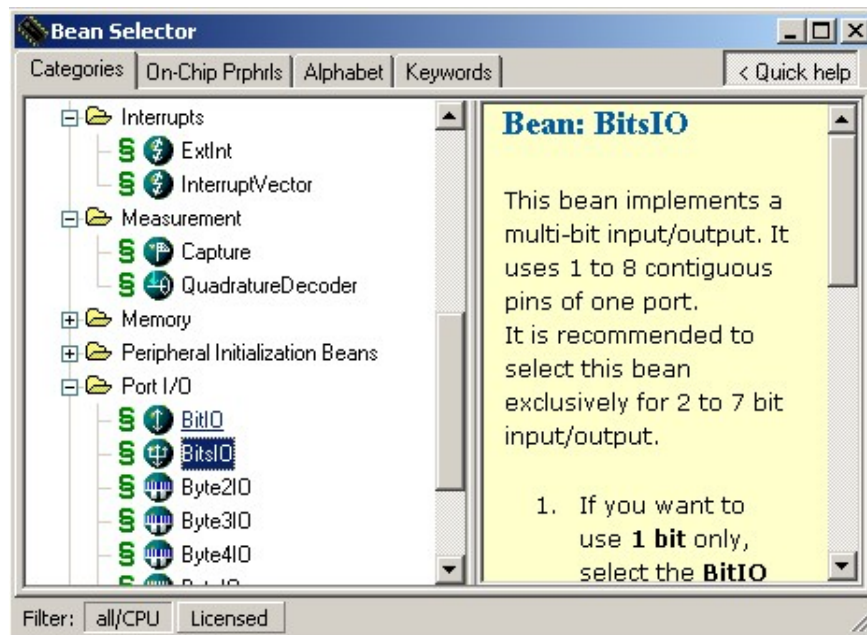 Bean Selector
Categories On-Chip Prphrls Alphabet Keywords < Quick help
Interrupts
ExtInt
InterruptVector
Measurement
Capture
QuadratureDecoder
Memory
Peripheral Initialization Beans
Port I/O
BitIO
BitsIO
Byte2IO
Byte3IO
Byte4IO
Bean: BitsIO
This bean implements a
multi-bit input/output. It
uses 1 to 8 contiguous
pins of one port.
It is recommended to
select this bean
exclusively for 2 to 7 bit
input/output.
1. If you want to
use 1 bit only,
select the BitIO
Filter: all/CPU Licensed